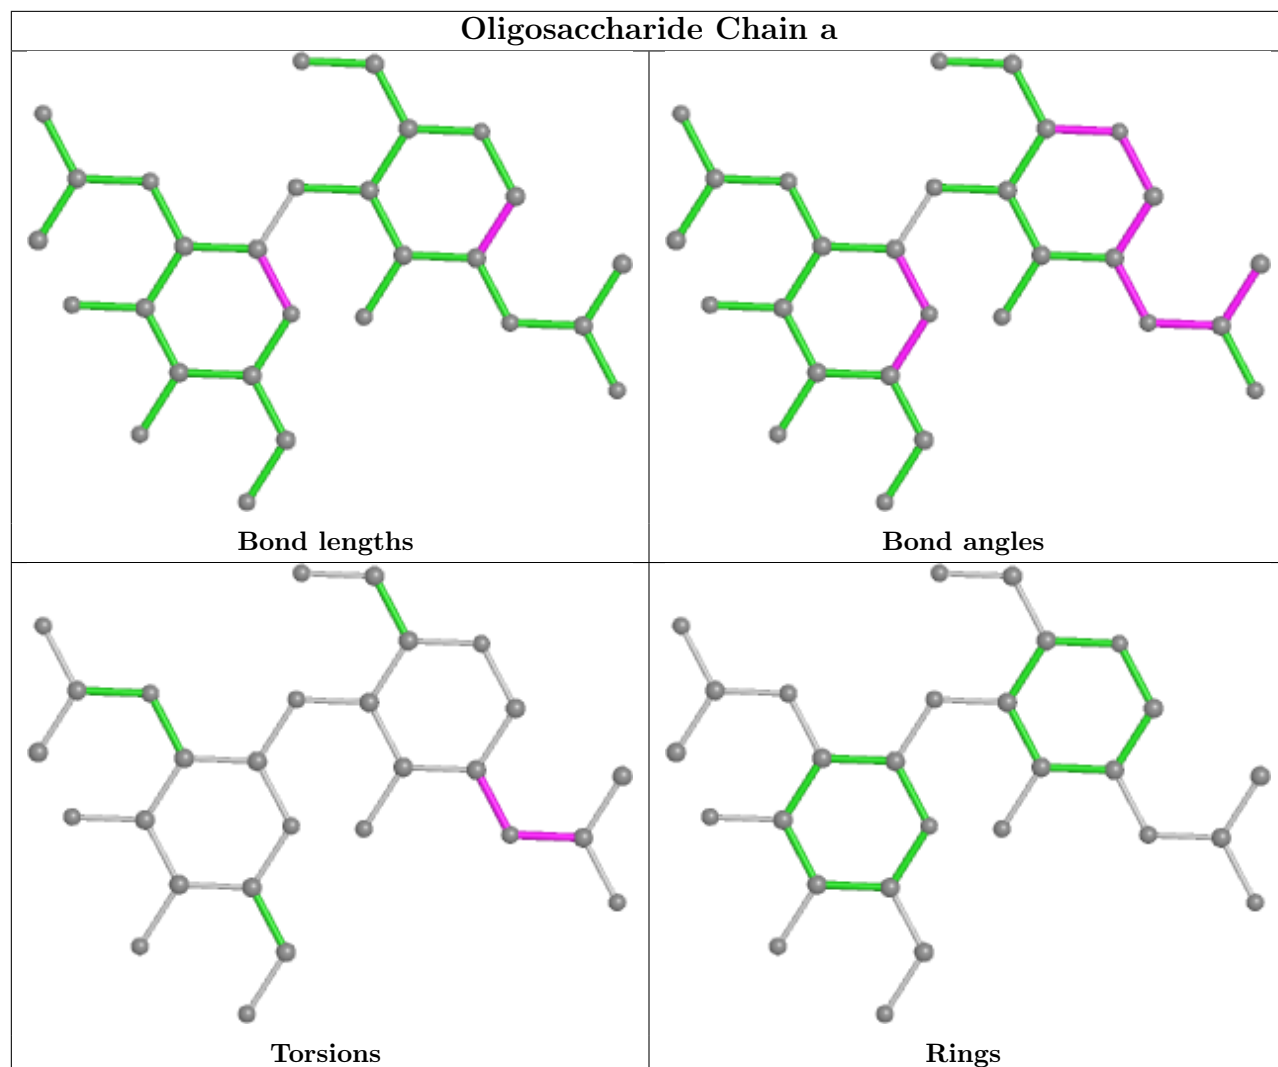 Oligosaccharide Chain a
Bond lengths
Bond angles
Torsions
Rings